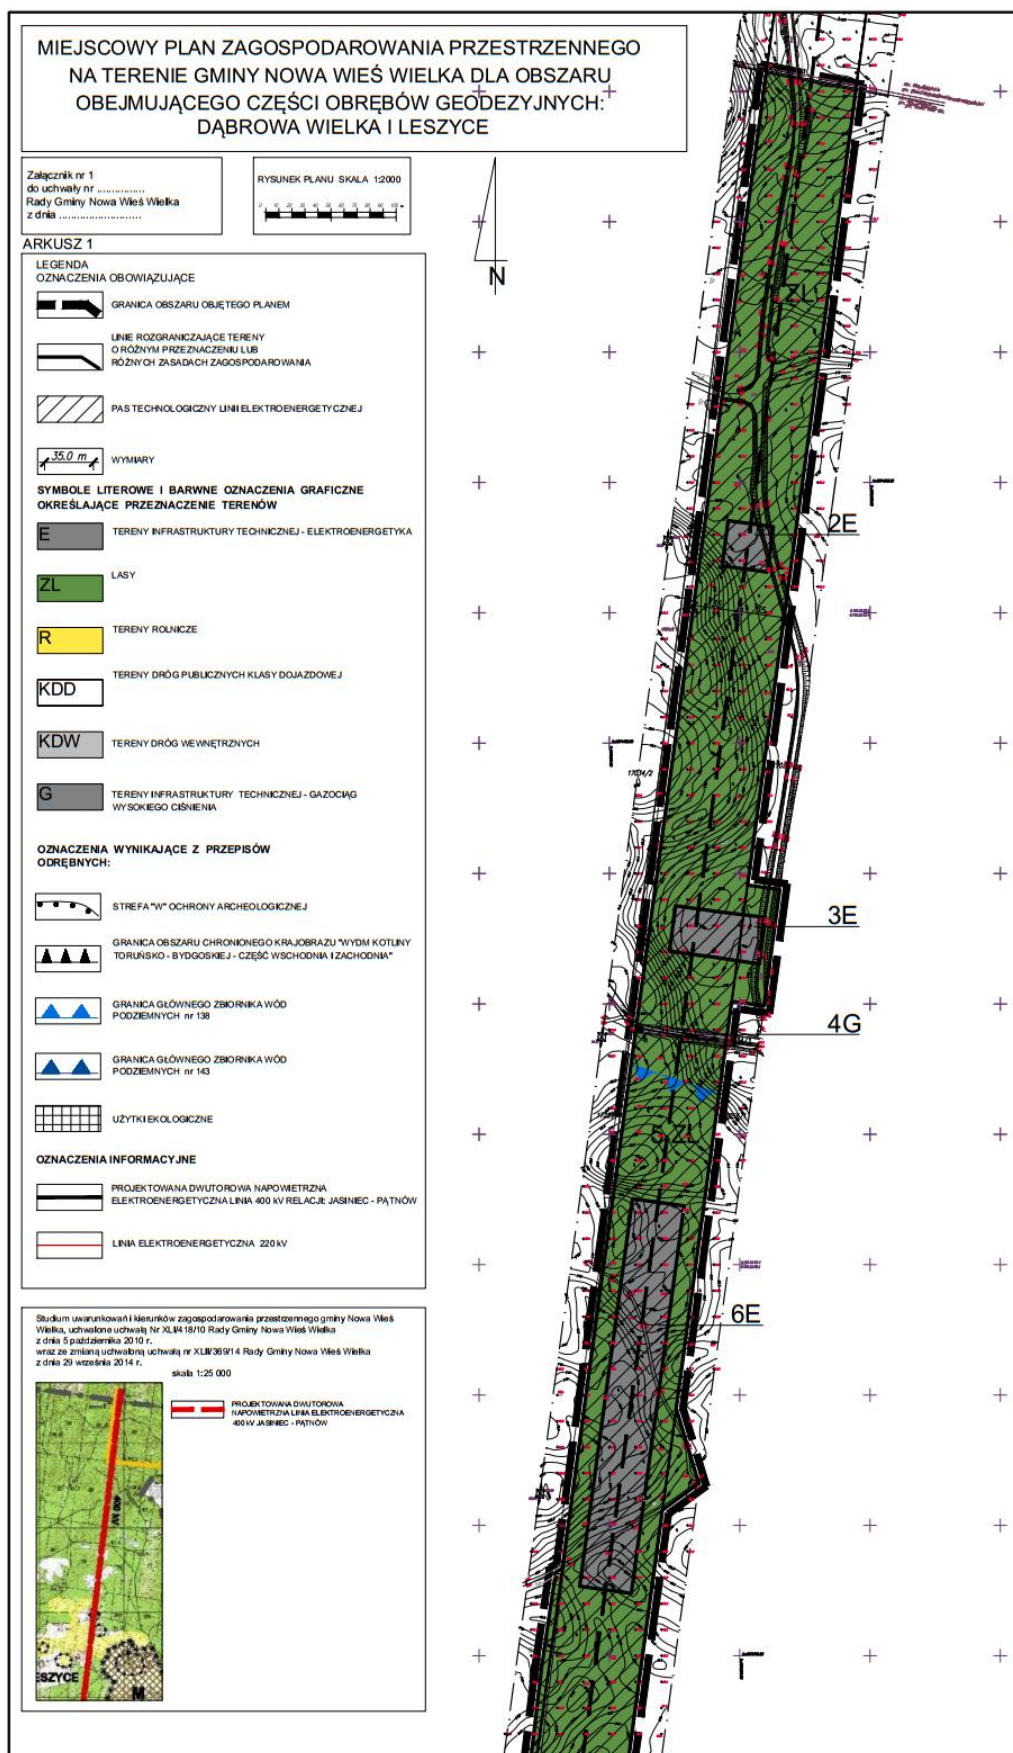 MIEJSCOWY PLAN ZAGOSPODAROWANIA PRZESTRZENNEGO
NA TERENIE GMINY NOWA WIEŚ WIELKA DLA OBSZARU
OBEJMUJĄCEGO CZĘŚCI OBRĘBÓW GEODEZYJNYCH:
DĄBROWA WIELKA I LESZYCE
Załącznik nr 1
do uchwały nr ................
Rady Gminy Nowa Wieś Wielka
z dnia ...........................
RYSUNEK PLANU SKALA 1:2000
ARKUSZ 1
N
LEGENDA
OZNACZENIA OBOWIĄZUJĄCE
GRANICA OBSZARU OBJĘTEGO PLANEM
LINIE ROZGRANICZAJĄCE TERENY
O RÓŻNYM PRZEZNACZENIU LUB
RÓŻNYCH ZASADACH ZAGOSPODAROWANIA
PAS TECHNOLOGICZNY LINII ELEKTROENERGETYCZNEJ
35.0 m
WYMIARY
SYMBOLE LITEROWE I BARWNE OZNACZENIA GRAFICZNE
OKREŚLAJĄCE PRZEZNACZENIE TERENÓW
E
TERENY INFRASTRUKTURY TECHNICZNEJ - ELEKTROENERGETYKA
ZL
LASY
R
TERENY ROLNICZE
KDD
TERENY DRÓG PUBLICZNYCH KLASY DOJAZDOWEJ
KDW
TERENY DRÓG WEWNĘTRZNYCH
G
TERENY INFRASTRUKTURY TECHNICZNEJ - GAZOCIĄG
WYSOKIEGO CIŚNIENIA
OZNACZENIA WYNIKAJĄCE Z PRZEPISÓW
ODRĘBNYCH:
STREFA "W" OCHRONY ARCHEOLOGICZNEJ
GRANICA OBSZARU CHRONIONEGO KRAJOBRAZU "WYDM KOTLINY
TORUŃSKO - BYDGOSKIEJ - CZĘŚĆ WSCHODNIA I ZACHODNIA"
GRANICA GŁÓWNEGO ZBIORNIKA WÓD
PODZIEMNYCH nr 138
GRANICA GŁÓWNEGO ZBIORNIKA WÓD
PODZIEMNYCH nr 143
UŻYTKI EKOLOGICZNE
OZNACZENIA INFORMACYJNE
PROJEKTOWANA DWUTOROWA NAPOWIETRZNA
ELEKTROENERGETYCZNA LINIA 400 kV RELACJI: JASINIEC - PĄTNÓW
LINIA ELEKTROENERGETYCZNA 220 kV
Studium uwarunkowań i kierunków zagospodarowania przestrzennego gminy Nowa Wieś
Wielka, uchwalone uchwałą Nr XLII/418/10 Rady Gminy Nowa Wieś Wielka
z dnia 5 października 2010 r.
wraz ze zmianą uchwaloną uchwałą nr XLIII/369/14 Rady Gminy Nowa Wieś Wielka
z dnia 29 września 2014 r.
skala 1:25 000
PROJEKTOWANA DWUTOROWA
NAPOWIETRZNA LINIA ELEKTROENERGETYCZNA
400 kV JASINIEC - PĄTNÓW
400 kV
ESZYCE
M
ZL
2E
17034/2
3E
4G
5 ZL
6E